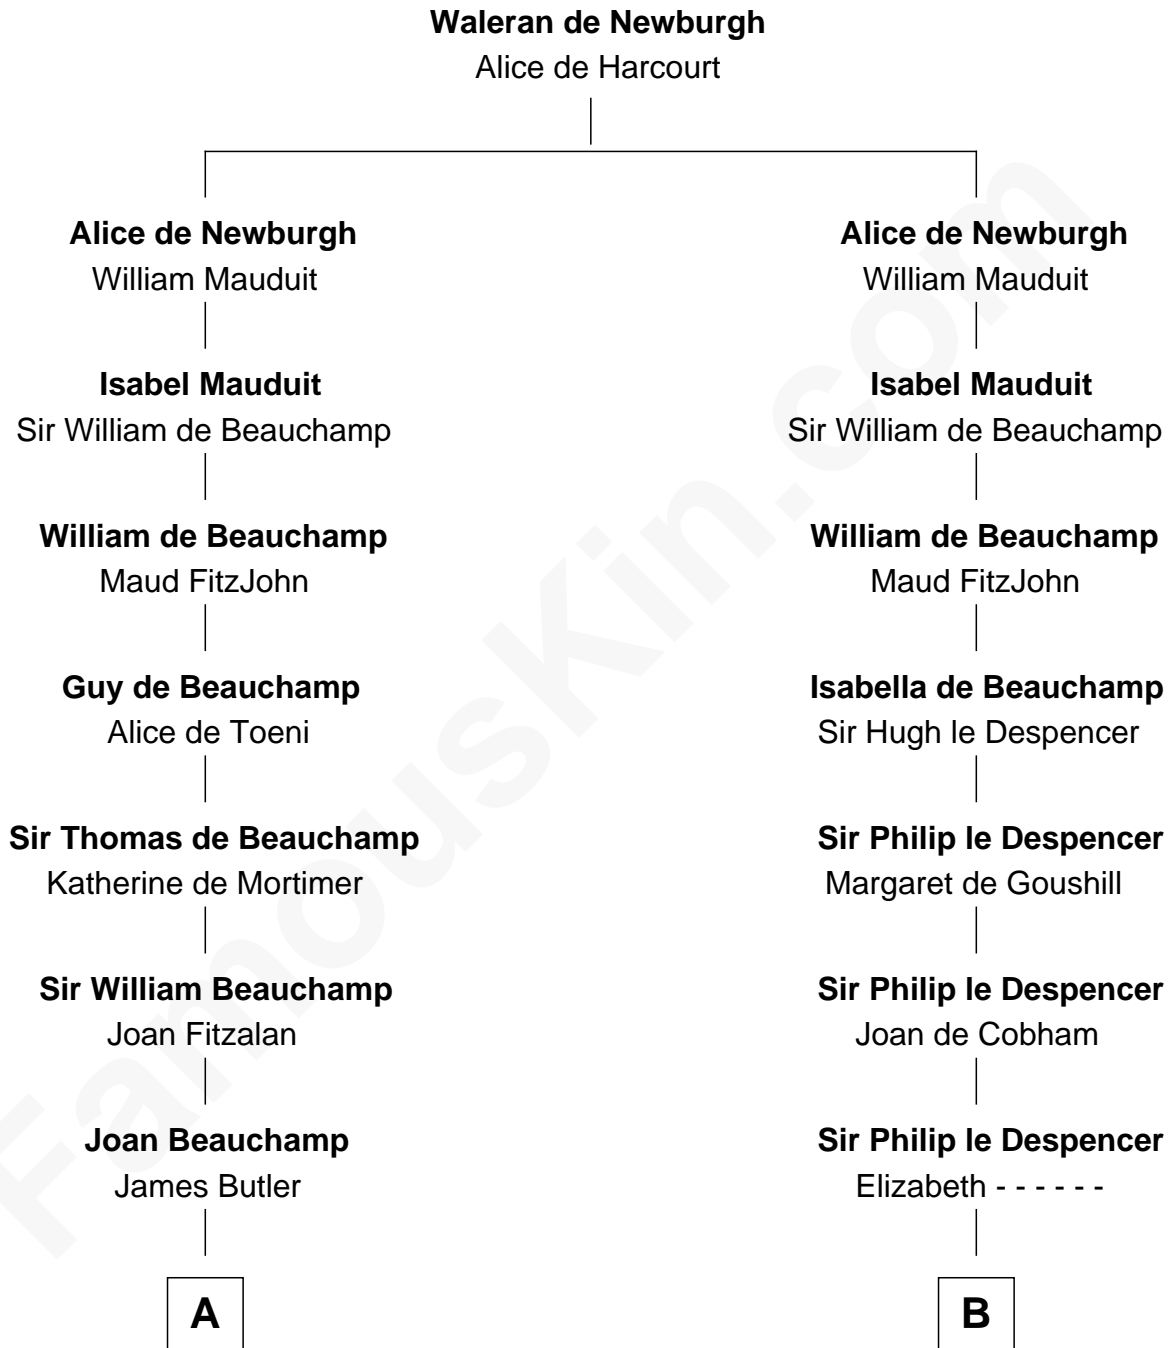 Waleran de Newburgh
Alice de Harcourt
Alice de Newburgh
William Mauduit
Alice de Newburgh
William Mauduit
Isabel Mauduit
Sir William de Beauchamp
Isabel Mauduit
Sir William de Beauchamp
William de Beauchamp
Maud FitzJohn
William de Beauchamp
Maud FitzJohn
Guy de Beauchamp
Alice de Toeni
Isabella de Beauchamp
Sir Hugh le Despencer
Sir Thomas de Beauchamp
Katherine de Mortimer
Sir Philip le Despencer
Margaret de Goushill
Sir William Beauchamp
Joan Fitzalan
Sir Philip le Despencer
Joan de Cobham
Joan Beauchamp
James Butler
Sir Philip le Despencer
Elizabeth - - - - - -
A
B
FamousKin.com